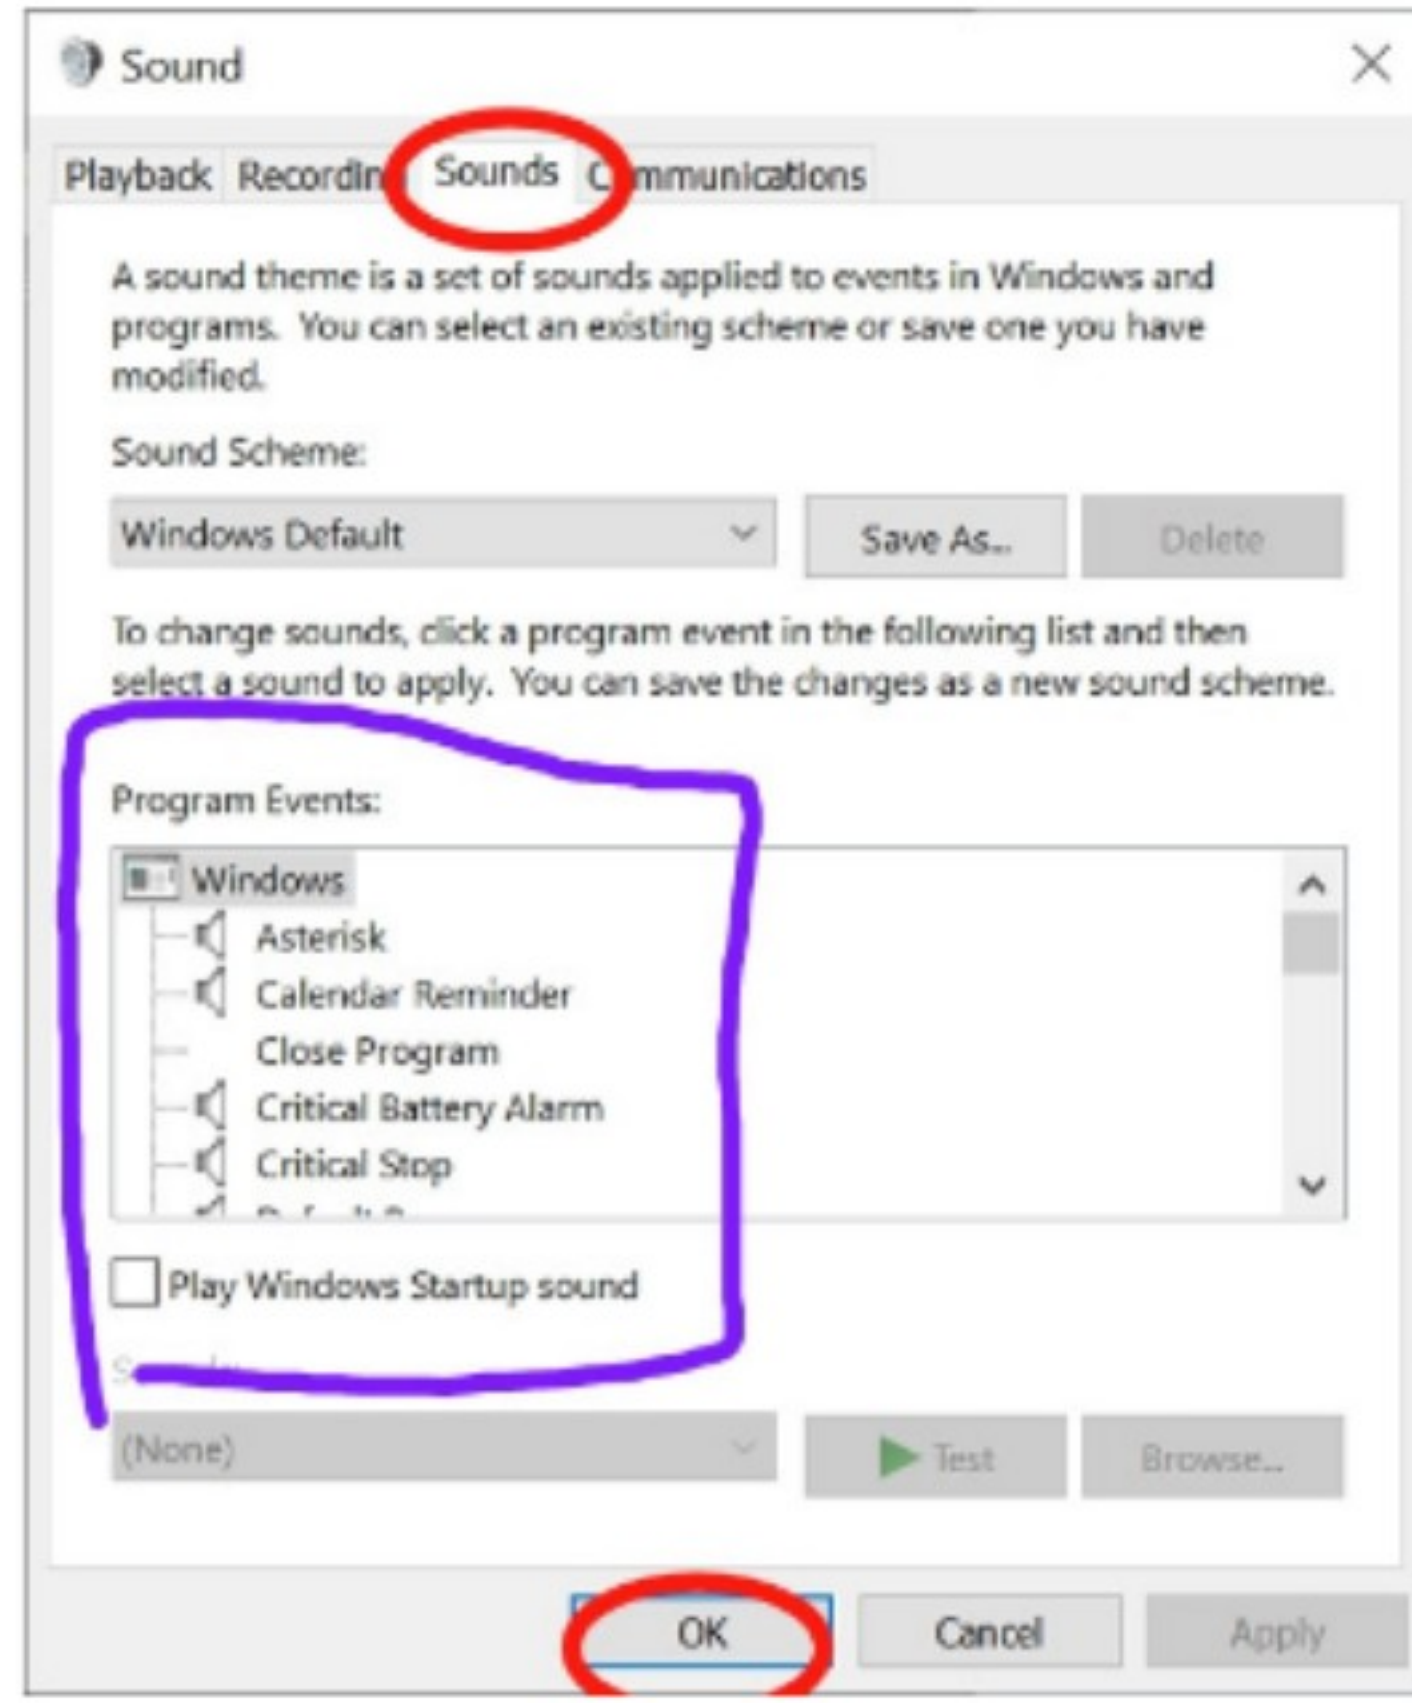 Sound
Playback Recordin Sounds C mmunications
A sound theme is a set of sounds applied to events in Windows and
programs. You can select an existing scheme or save one you have
modified.
Sound Scheme:
Windows Default
Save As...
Delete
To change sounds, click a program event in the following list and then
select a sound to apply. You can save the changes as a new sound scheme.
Program Events:
Windows
Asterisk
Calendar Reminder
Close Program
Critical Battery Alarm
Critical Stop
Play Windows Startup sound
(None)
Test
Browse...
OK
Cancel
Apply